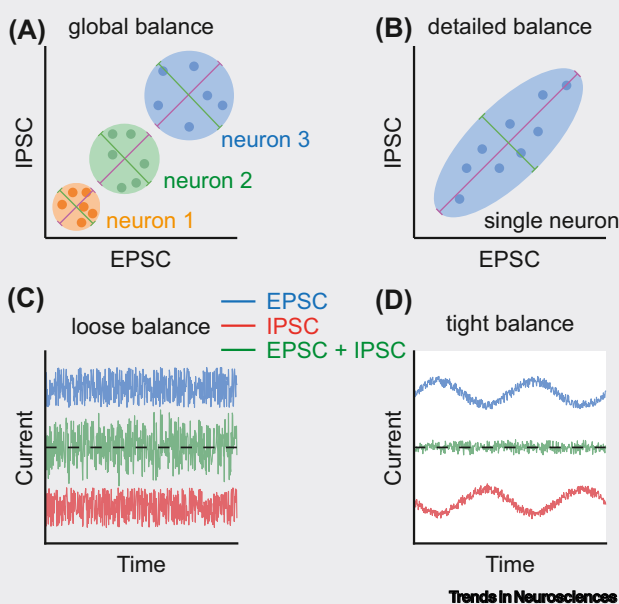 (A) global balance
IPSC
neuron 3
neuron 2
neuron 1
EPSC
(B) detailed balance
IPSC
single neuron
EPSC
(C) loose balance
EPSC
IPSC
EPSC + IPSC
Current
Time
(D) tight balance
Current
Time
Trends in Neurosciences